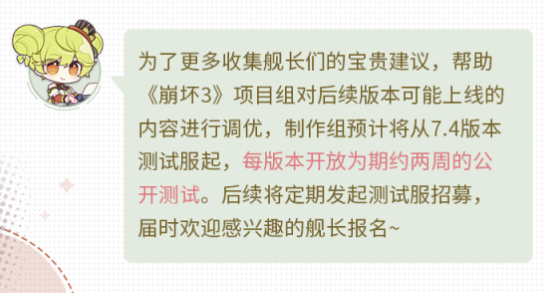 为了更多收集舰长们的宝贵建议，帮助
《崩坏3》项目组对后续版本可能上线的
内容进行调优，制作组预计将从7.4版本
测试服起，每版本开放为期约两周的公
开测试。后续将定期发起测试服招募，
届时欢迎感兴趣的舰长报名~